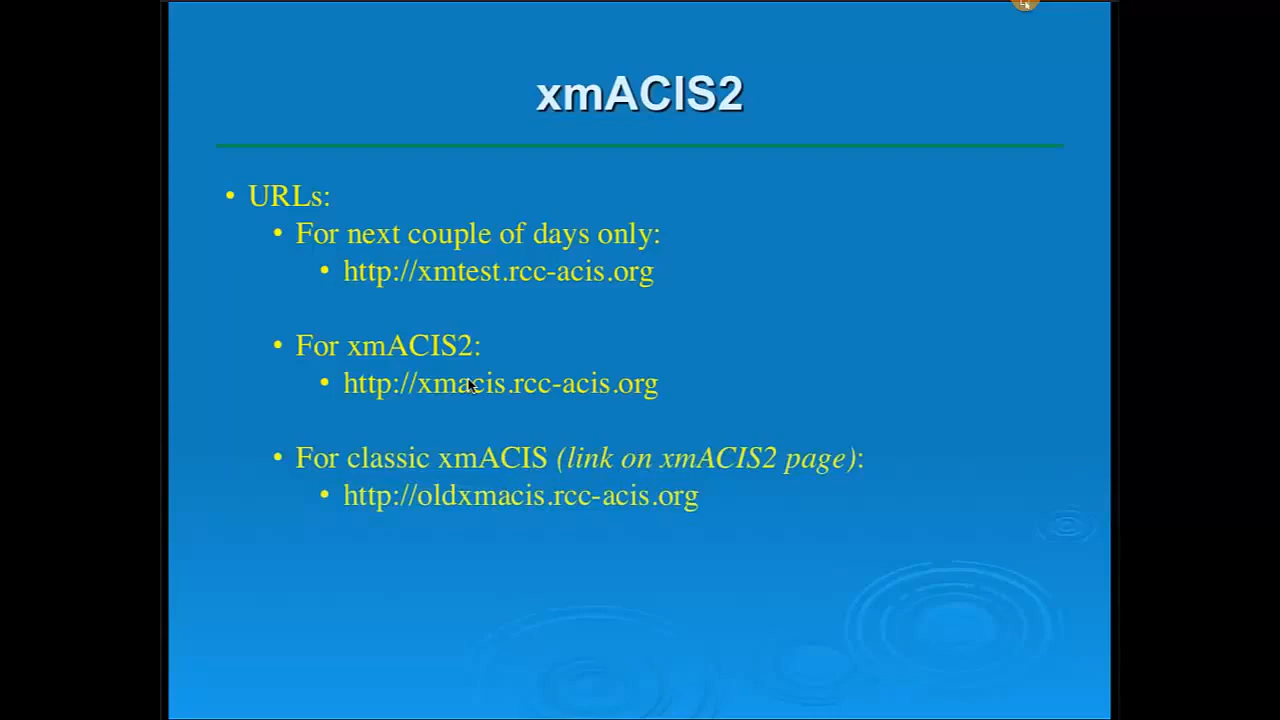 xmACIS2
• URLs:
• For next couple of days only:
• http://xmtest.rcc-acis.org
• For xmACIS2:
• http://xmacis.rcc-acis.org
• For classic xmACIS (link on xmACIS2 page):
• http://oldxmacis.rcc-acis.org